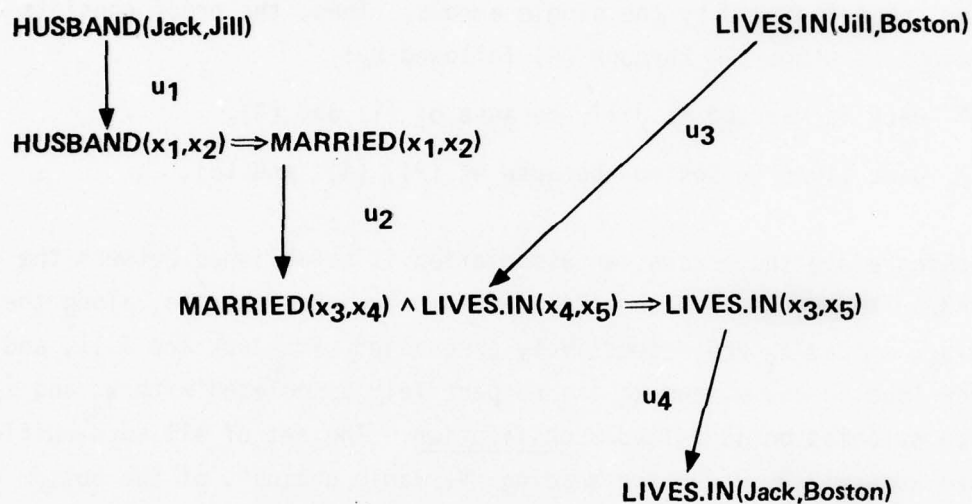 HUSBAND(Jack,Jill) LIVES.IN(Jill,Boston)
u1
HUSBAND(x1,x2) ⟹ MARRIED(x1,x2)
u3
u2
MARRIED(x3,x4) ∧ LIVES.IN(x4,x5) ⟹ LIVES.IN(x3,x5)
u4
LIVES.IN(Jack,Boston)